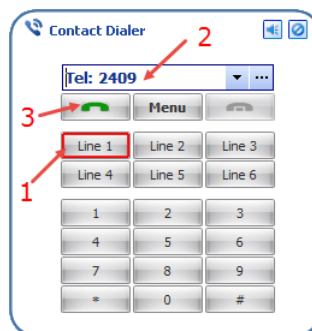 Contact Dialer
2
Tel: 2409
...
3
Menu
Line 1 Line 2 Line 3
1
Line 4 Line 5 Line 6
1 2 3
4 5 6
7 8 9
* 0 #